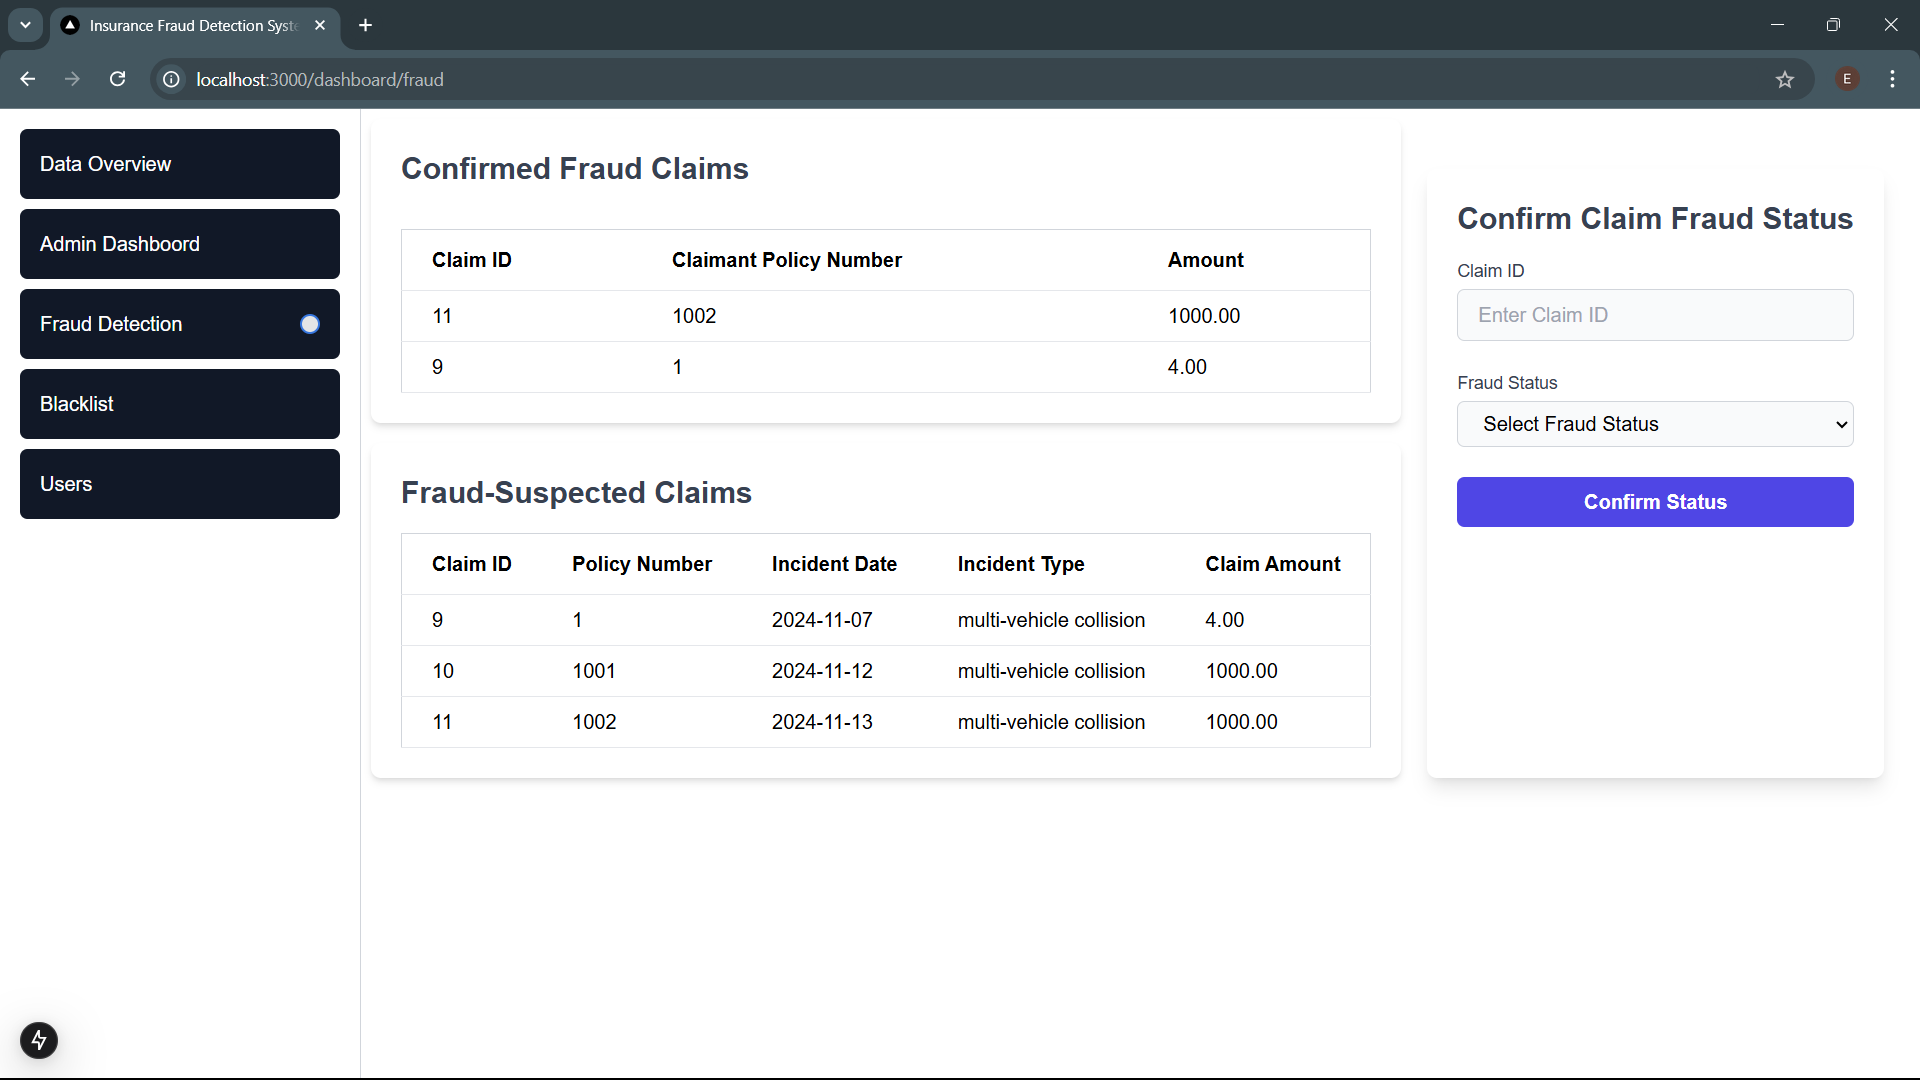 Insurance Fraud Detection Syst
localhost:3000/dashboard/fraud
E
Data Overview
Admin Dashboord
Fraud Detection
Blacklist
Users
Confirmed Fraud Claims
Claim ID Claimant Policy Number Amount
11 1002 1000.00
9 1 4.00
Fraud-Suspected Claims
Claim ID Policy Number Incident Date Incident Type Claim Amount
9 1 2024-11-07 multi-vehicle collision 4.00
10 1001 2024-11-12 multi-vehicle collision 1000.00
11 1002 2024-11-13 multi-vehicle collision 1000.00
Confirm Claim Fraud Status
Claim ID
Enter Claim ID
Fraud Status
Select Fraud Status
Confirm Status